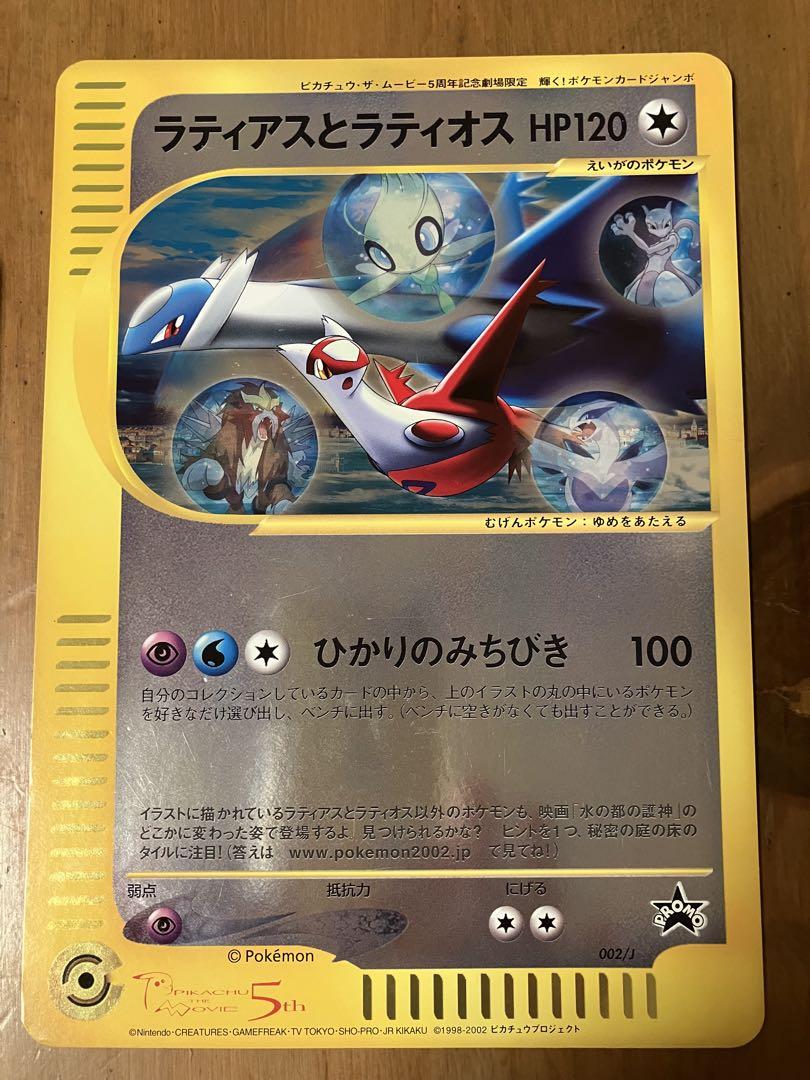 ピカチュウ・ザ・ムービー5周年記念劇場限定　輝く!ポケモンカードジャンボ
ラティアスとラティオス HP120
えいがのポケモン
むげんポケモン：ゆめをあたえる
ひかりのみちびき 100
自分のコレクションしているカードの中から、上のイラストの丸の中にいるポケモン
を好きなだけ選び出し、ベンチに出す。（ベンチに空きがなくても出すことができる。）
イラストに描かれているラティアスとラティオス以外のポケモンも、映画「水の都の護神」の
どこかに変わった姿で登場するよ。見つけられるかな？　ヒントを1つ、秘密の庭の床の
タイルに注目!（答えは　www.pokemon2002.jp　で見てね!）
弱点 抵抗力 にげる
PROMO
002/J
© Pokémon
PIKACHU THE MOVIE 5th
©Nintendo・CREATURES・GAMEFREAK・TV TOKYO・SHO-PRO・JR KIKAKU ©1998-2002 ピカチュウプロジェクト